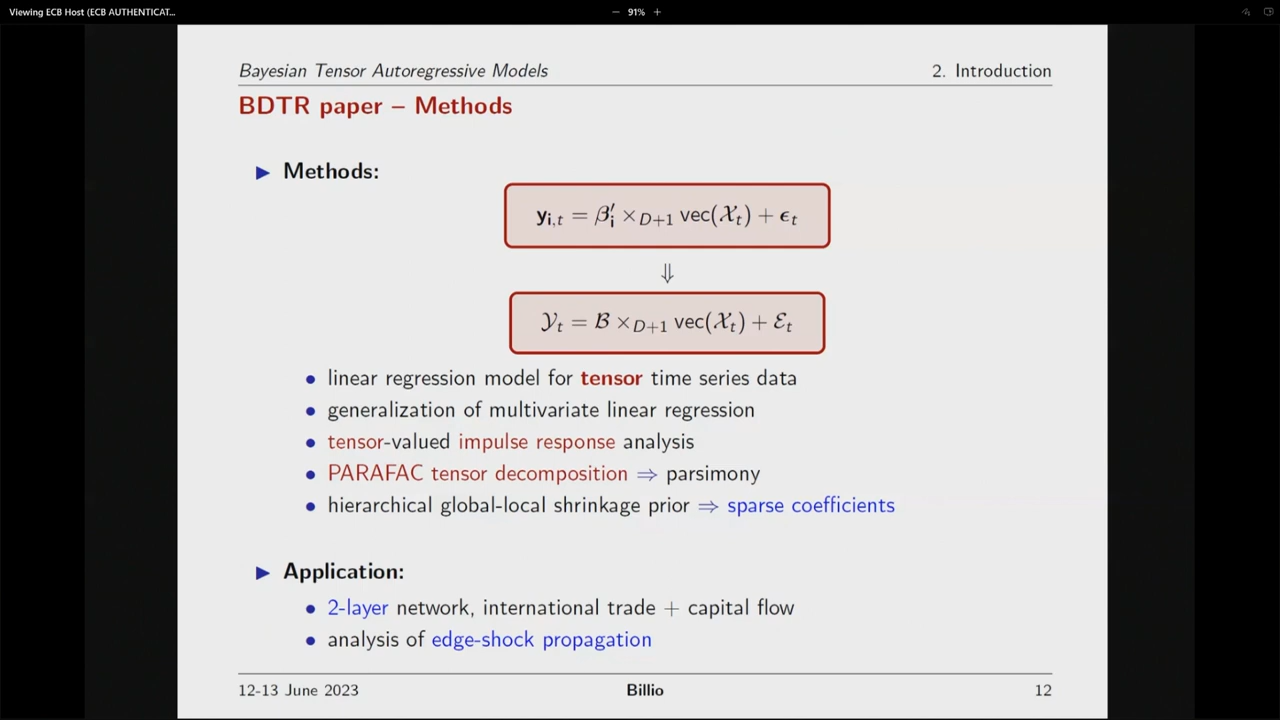 Viewing ECB Host (ECB AUTHENTICAT...
− 91% +
Bayesian Tensor Autoregressive Models 2. Introduction
BDTR paper – Methods
▶ Methods:
𝐲ᵢ,ₜ = 𝛃′ᵢ ×_{D+1} vec(𝒳ₜ) + 𝛜ₜ
⇓
𝒴ₜ = ℬ ×_{D+1} vec(𝒳ₜ) + ℰₜ
• linear regression model for tensor time series data
• generalization of multivariate linear regression
• tensor-valued impulse response analysis
• PARAFAC tensor decomposition ⇒ parsimony
• hierarchical global-local shrinkage prior ⇒ sparse coefficients
▶ Application:
• 2-layer network, international trade + capital flow
• analysis of edge-shock propagation
12-13 June 2023 Billio 12